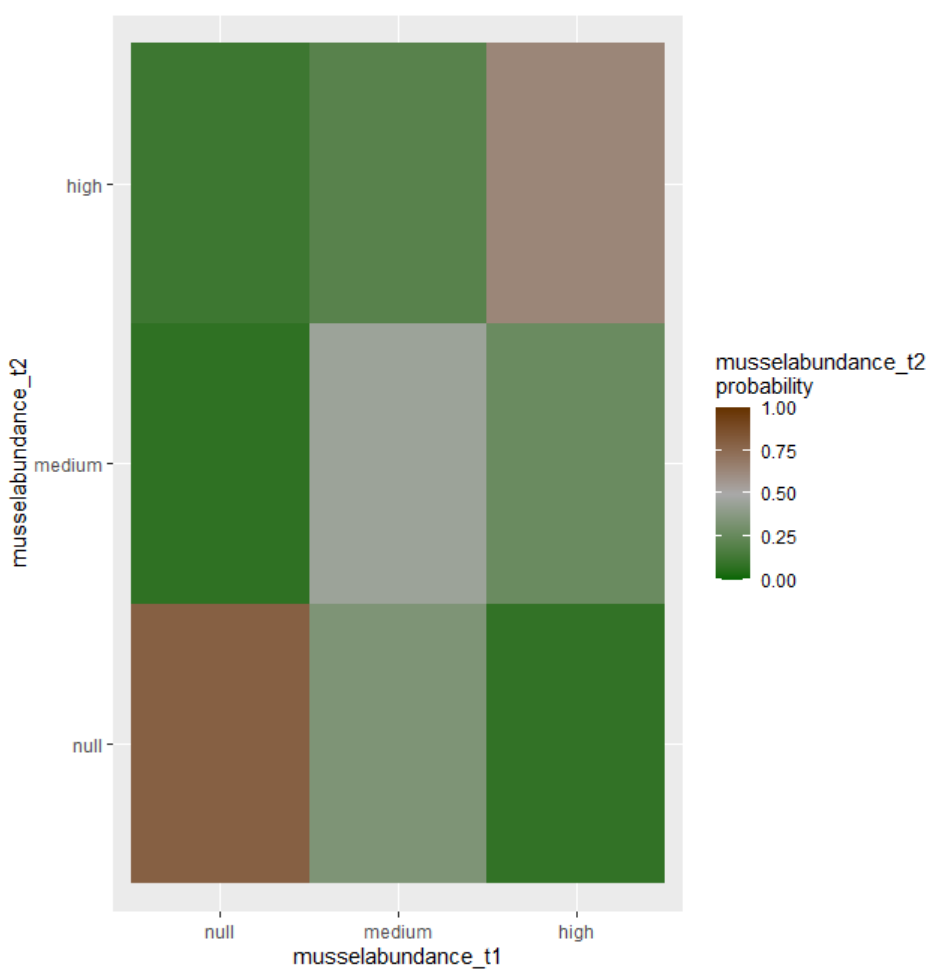 high
medium
null
musselabundance_t2
null
medium
high
musselabundance_t1
musselabundance_t2
probability
1.00
0.75
0.50
0.25
0.00